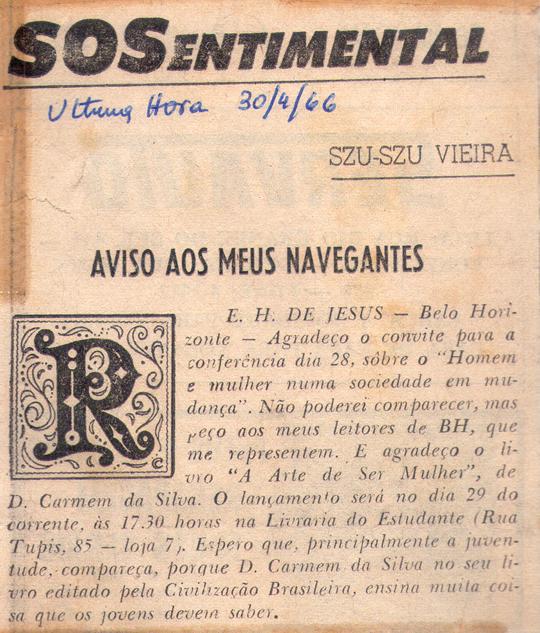 SOSENTIMENTAL
Ultima Hora 30/4/66
SZU-SZU VIEIRA
AVISO AOS MEUS NAVEGANTES
R
E. H. DE JESUS — Belo Hori-
zonte — Agradeço o convite para a
conferência dia 28, sôbre o "Homem
e mulher numa sociedade em mu-
dança". Não poderei comparecer, mas
peço aos meus leitores de BH, que
me representem. E agradeço o li-
vro "A Arte de Ser Mulher", de
D. Carmem da Silva. O lançamento será no dia 29 do
corrente, às 17.30 horas na Livraria do Estudante (Rua
Tupis, 85 — loja 7). Espero que, principalmente a juven-
tude, compareça, porque D. Carmem da Silva no seu li-
vro editado pela Civilização Brasileira, ensina muita coi-
sa que os jovens devem saber.